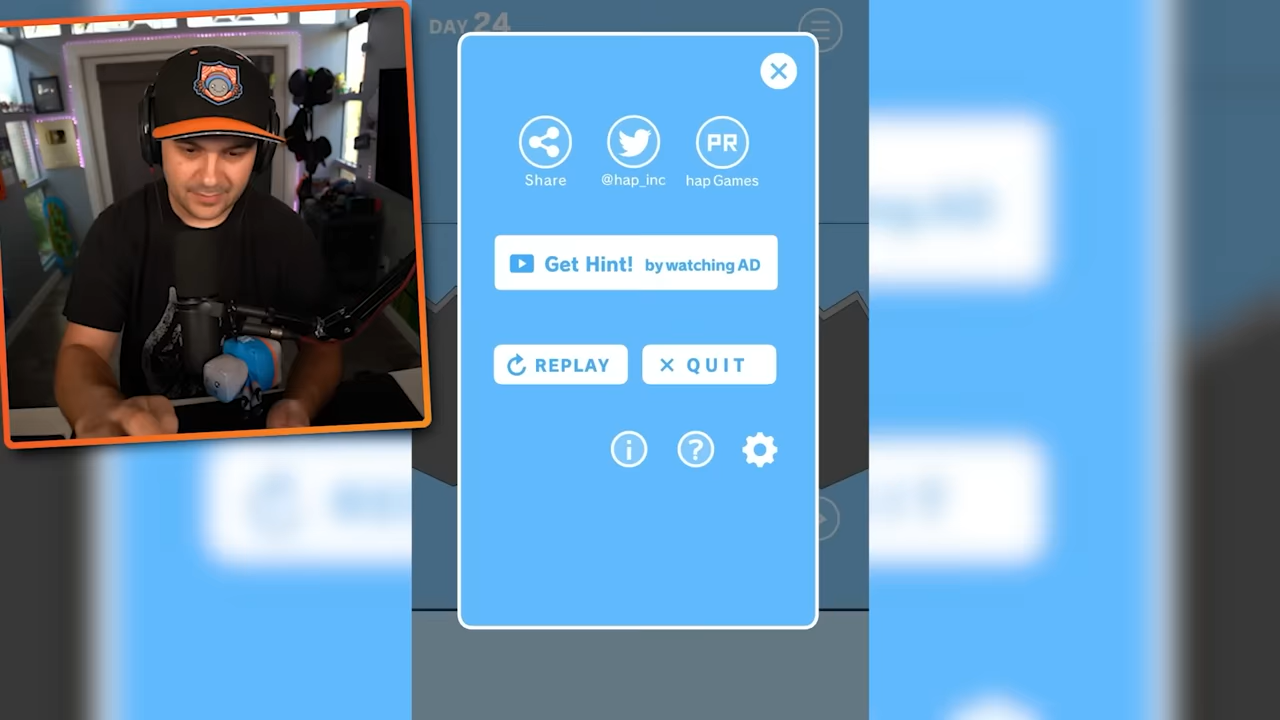 DAY 24
Share
@hap_inc
PR
hap Games
Get Hint! by watching AD
REPLAY
QUIT
i
?